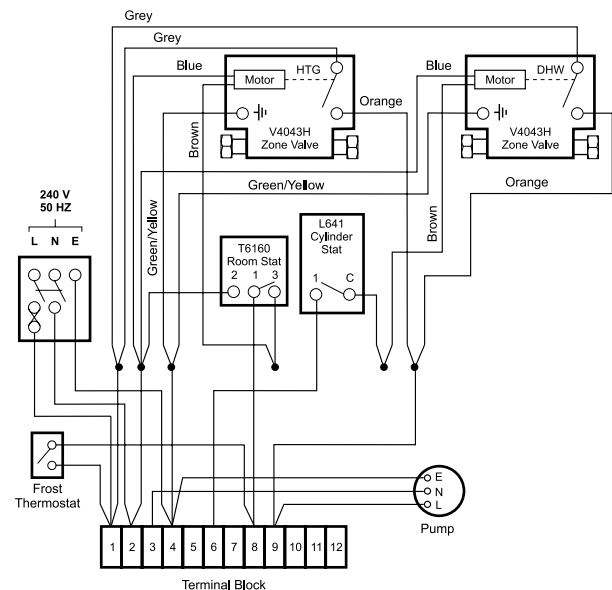 Grey
Grey
Blue
Motor
HTG
V4043H
Zone Valve
Orange
Blue
Motor
DHW
V4043H
Zone Valve
Brown
Green/Yellow
Green/Yellow
Brown
Orange
240 V
50 HZ
L N E
T6160
Room Stat
2 1 3
L641
Cylinder
Stat
1 C
Frost
Thermostat
E
N
L
Pump
1 2 3 4 5 6 7 8 9 10 11 12
Terminal Block